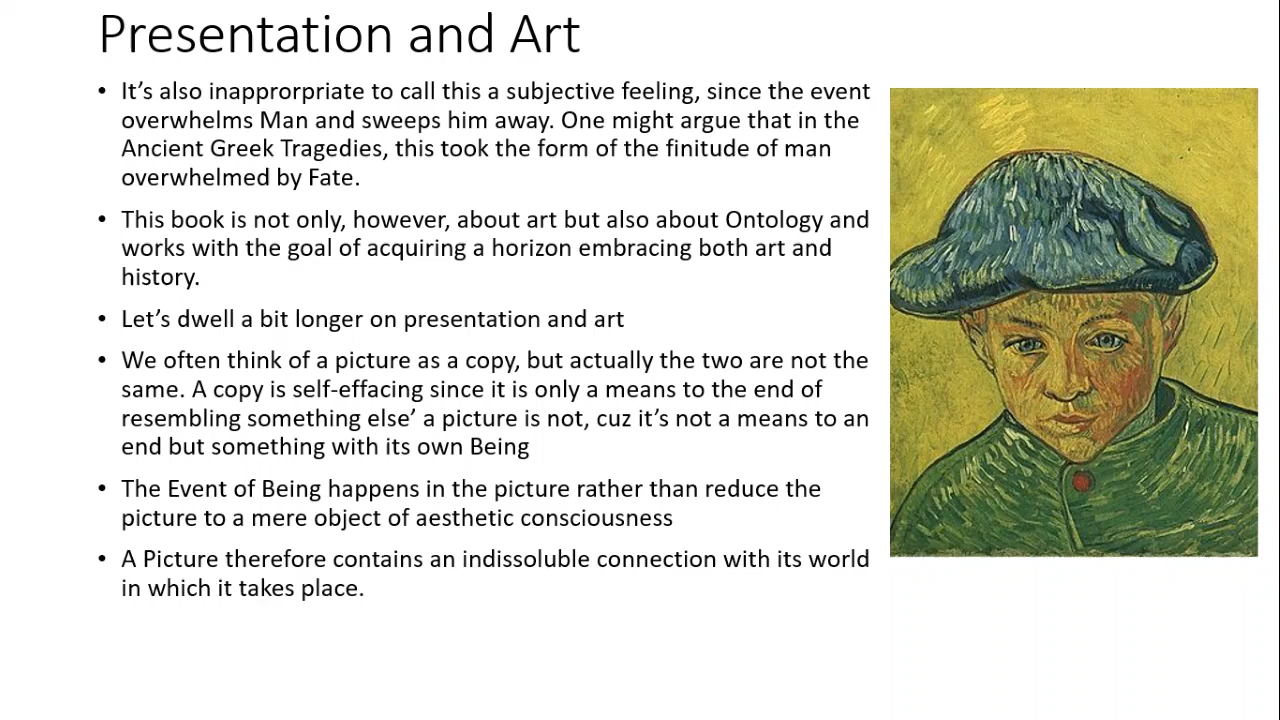 Presentation and Art
• It's also inapprorpriate to call this a subjective feeling, since the event
overwhelms Man and sweeps him away. One might argue that in the
Ancient Greek Tragedies, this took the form of the finitude of man
overwhelmed by Fate.
• This book is not only, however, about art but also about Ontology and
works with the goal of acquiring a horizon embracing both art and
history.
• Let's dwell a bit longer on presentation and art
• We often think of a picture as a copy, but actually the two are not the
same. A copy is self-effacing since it is only a means to the end of
resembling something else' a picture is not, cuz it's not a means to an
end but something with its own Being
• The Event of Being happens in the picture rather than reduce the
picture to a mere object of aesthetic consciousness
• A Picture therefore contains an indissoluble connection with its world
in which it takes place.